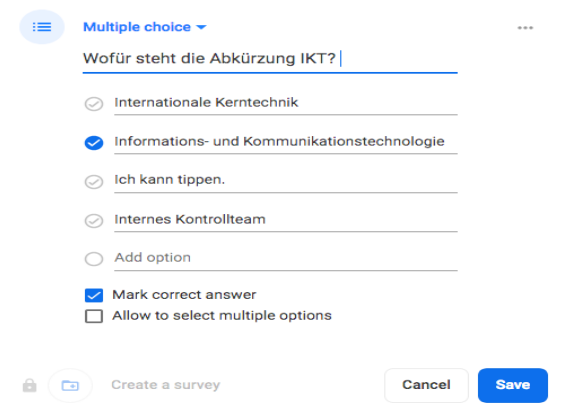 Multiple choice
Wofür steht die Abkürzung IKT?
Internationale Kerntechnik
Informations- und Kommunikationstechnologie
Ich kann tippen.
Internes Kontrollteam
Add option
Mark correct answer
Allow to select multiple options
Create a survey
Cancel
Save